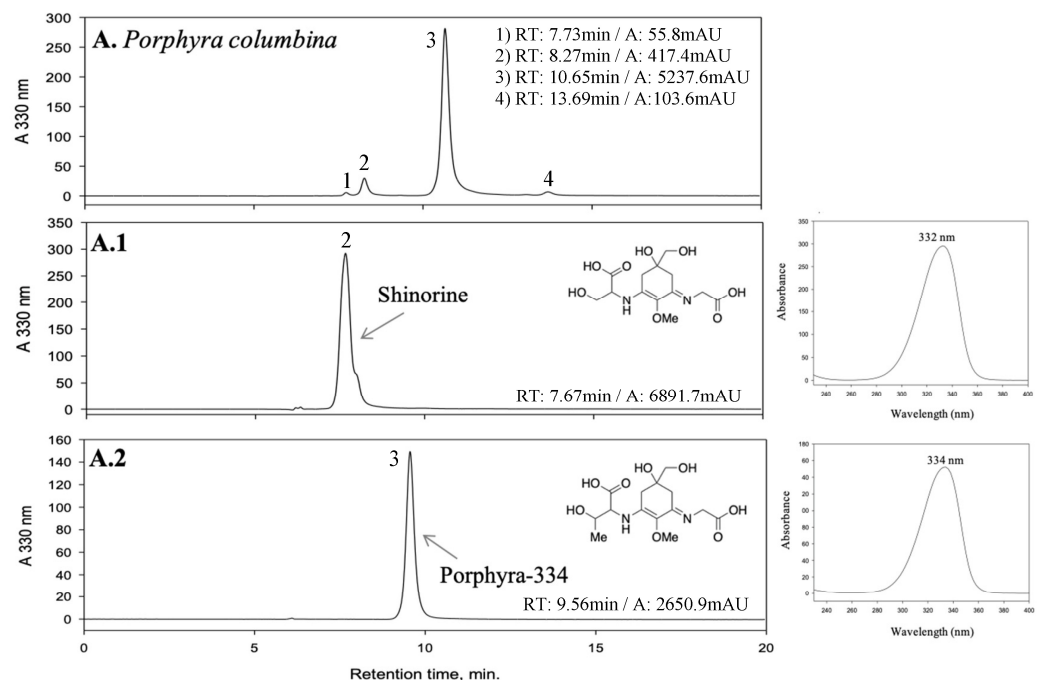 A. Porphyra columbina
1) RT: 7.73min / A: 55.8mAU
2) RT: 8.27min / A: 417.4mAU
3) RT: 10.65min / A: 5237.6mAU
4) RT: 13.69min / A:103.6mAU
A 330 nm
300
250
200
150
100
50
0
1
2
3
4
A.1
A 330 nm
350
300
250
200
150
100
50
0
2
Shinorine
HO
OH
HO
O
HO
N
H
OMe
N
OH
O
RT: 7.67min / A: 6891.7mAU
332 nm
Absorbance
350
300
250
200
150
100
50
0
240 260 280 300 320 340 360 380 400
Wavelength (nm)
A.2
A 330 nm
160
140
120
100
80
60
40
20
0
3
Porphyra-334
HO
OH
HO
O
HO
Me
N
H
OMe
N
OH
O
RT: 9.56min / A: 2650.9mAU
0
5
10
15
20
Retention time, min.
334 nm
Absorbance
180
160
40
20
00
80
60
40
20
0
240 260 280 300 320 340 360 380 400
Wavelength (nm)